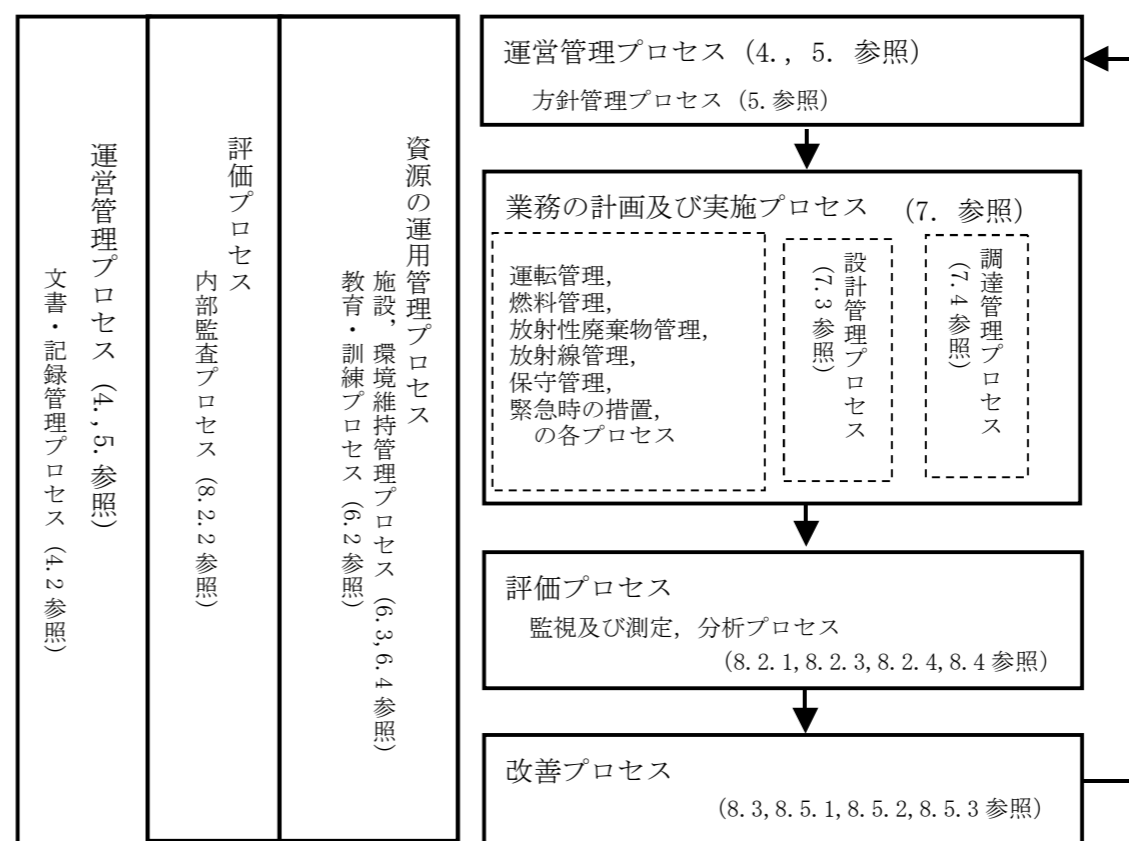 運営管理プロセス (4., 5. 参照)
文書・記録管理プロセス (4.2参照)
評価プロセス
内部監査プロセス (8.2.2参照)
資源の運用管理プロセス
施設, 環境維持管理プロセス (6.3,6.4参照)
教育・訓練プロセス (6.2参照)
運営管理プロセス (4., 5. 参照)
方針管理プロセス (5.参照)
業務の計画及び実施プロセス (7. 参照)
運転管理,
燃料管理,
放射性廃棄物管理,
放射線管理,
保守管理,
緊急時の措置,
の各プロセス
設計管理プロセス
(7.3参照)
調達管理プロセス
(7.4参照)
評価プロセス
監視及び測定, 分析プロセス
(8.2.1,8.2.3,8.2.4,8.4参照)
改善プロセス
(8.3,8.5.1,8.5.2,8.5.3参照)